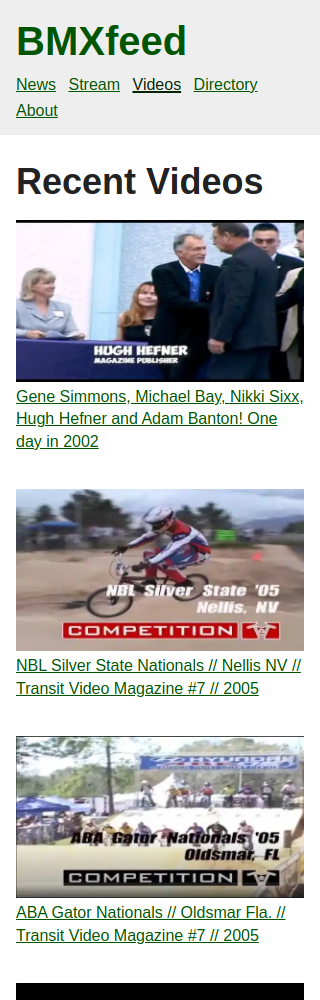 BMXfeed
News Stream Videos Directory
About
Recent Videos
HUGH HEFNER
MAGAZINE PUBLISHER
Gene Simmons, Michael Bay, Nikki Sixx,
Hugh Hefner and Adam Banton! One
day in 2002
NBL Silver State '05
Nellis, NV
COMPETITION
NBL Silver State Nationals // Nellis NV //
Transit Video Magazine #7 // 2005
HYUNDAI
ABA Gator Nationals '05
Oldsmar, FL
COMPETITION
ABA Gator Nationals // Oldsmar Fla. //
Transit Video Magazine #7 // 2005